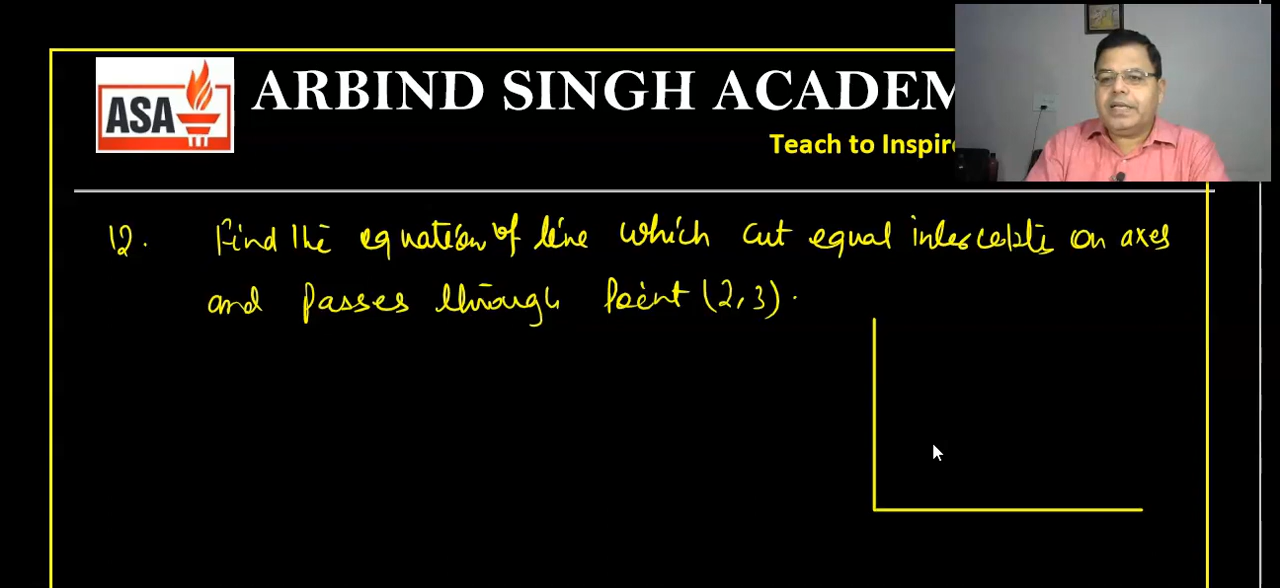 ASA
ARBIND SINGH ACADEM
Teach to Inspire
12. Find the equation of line which cut equal intercepts on axes
and passes through point (2,3).